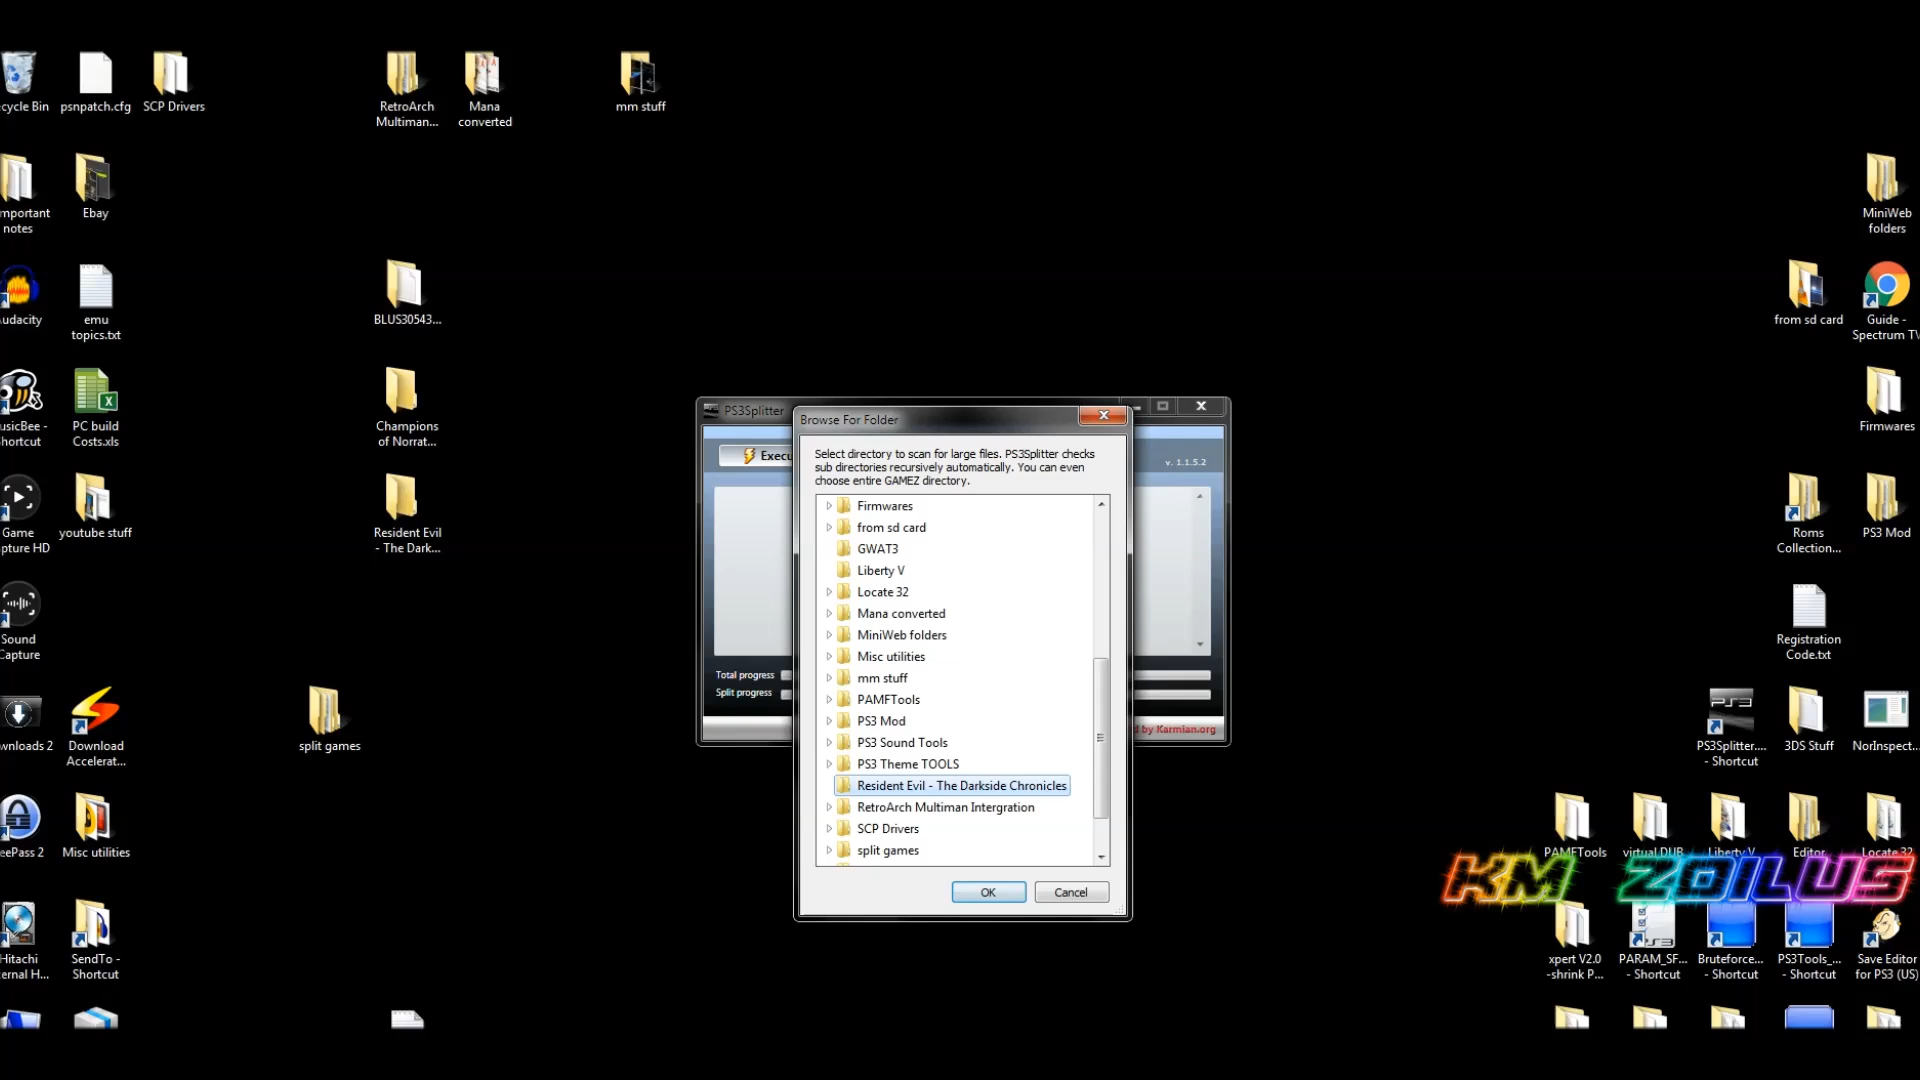 cycle Bin
psnpatch.cfg
SCP Drivers
RetroArch
Multiman...
Mana
converted
mm stuff
mportant
notes
Ebay
MiniWeb
folders
udacity
emu
topics.txt
BLUS30543...
from sd card
Guide -
Spectrum TV
usicBee -
Shortcut
PC build
Costs.xls
Champions
of Norrat...
Firmwares
Game
pture HD
youtube stuff
Resident Evil
- The Dark...
Roms
Collection...
PS3 Mod
Sound
Capture
Registration
Code.txt
wnloads 2
Download
Accelerat...
split games
PS3
PS3Splitter....
- Shortcut
3DS Stuff
NorInspect...
eePass 2
Misc utilities
PAMFTools
virtual DUB
Liberty V
Editor
Locate 32
KM ZOILUS
Hitachi
ernal H...
SendTo -
Shortcut
xpert V2.0
-shrink P...
PARAM_SF...
- Shortcut
Bruteforce...
- Shortcut
PS3Tools_...
- Shortcut
Save Editor
for PS3 (US)
PS3Splitter
Execu
v. 1.1.5.2
Total progress
Split progress
d by Karmian.org
Browse For Folder
Select directory to scan for large files. PS3Splitter checks
sub directories recursively automatically. You can even
choose entire GAMEZ directory.
Firmwares
from sd card
GWAT3
Liberty V
Locate 32
Mana converted
MiniWeb folders
Misc utilities
mm stuff
PAMFTools
PS3 Mod
PS3 Sound Tools
PS3 Theme TOOLS
Resident Evil - The Darkside Chronicles
RetroArch Multiman Intergration
SCP Drivers
split games
OK
Cancel